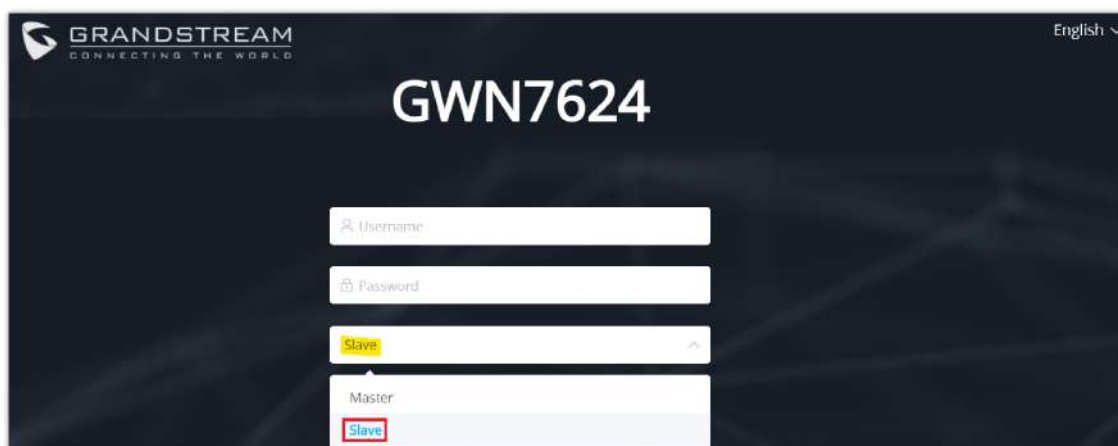 GRANDSTREAM
CONNECTING THE WORLD
English
GWN7624
Username
Password
Slave
Master
Slave